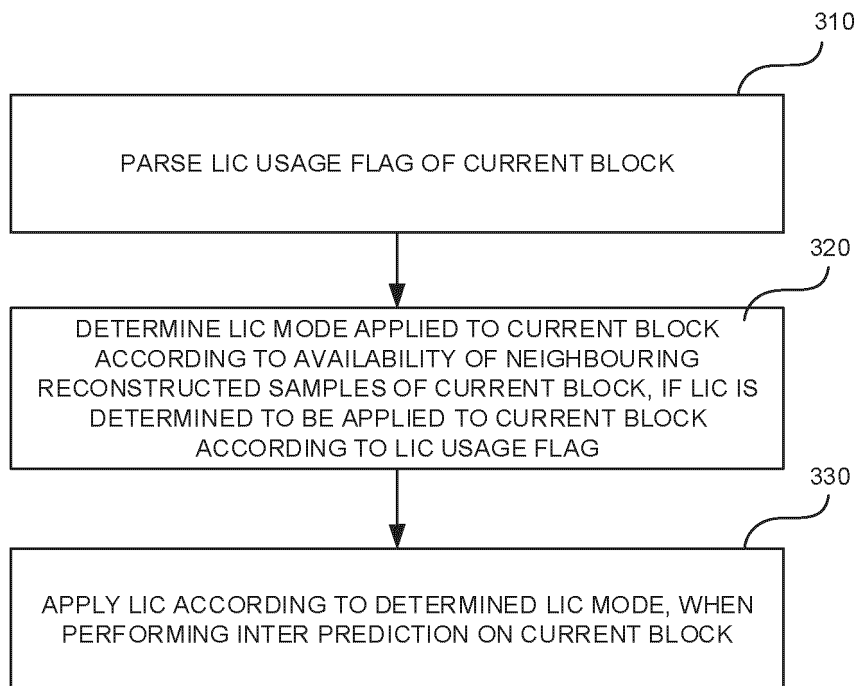 310
PARSE LIC USAGE FLAG OF CURRENT BLOCK
320
DETERMINE LIC MODE APPLIED TO CURRENT BLOCK
ACCORDING TO AVAILABILITY OF NEIGHBOURING
RECONSTRUCTED SAMPLES OF CURRENT BLOCK, IF LIC IS
DETERMINED TO BE APPLIED TO CURRENT BLOCK
ACCORDING TO LIC USAGE FLAG
330
APPLY LIC ACCORDING TO DETERMINED LIC MODE, WHEN
PERFORMING INTER PREDICTION ON CURRENT BLOCK